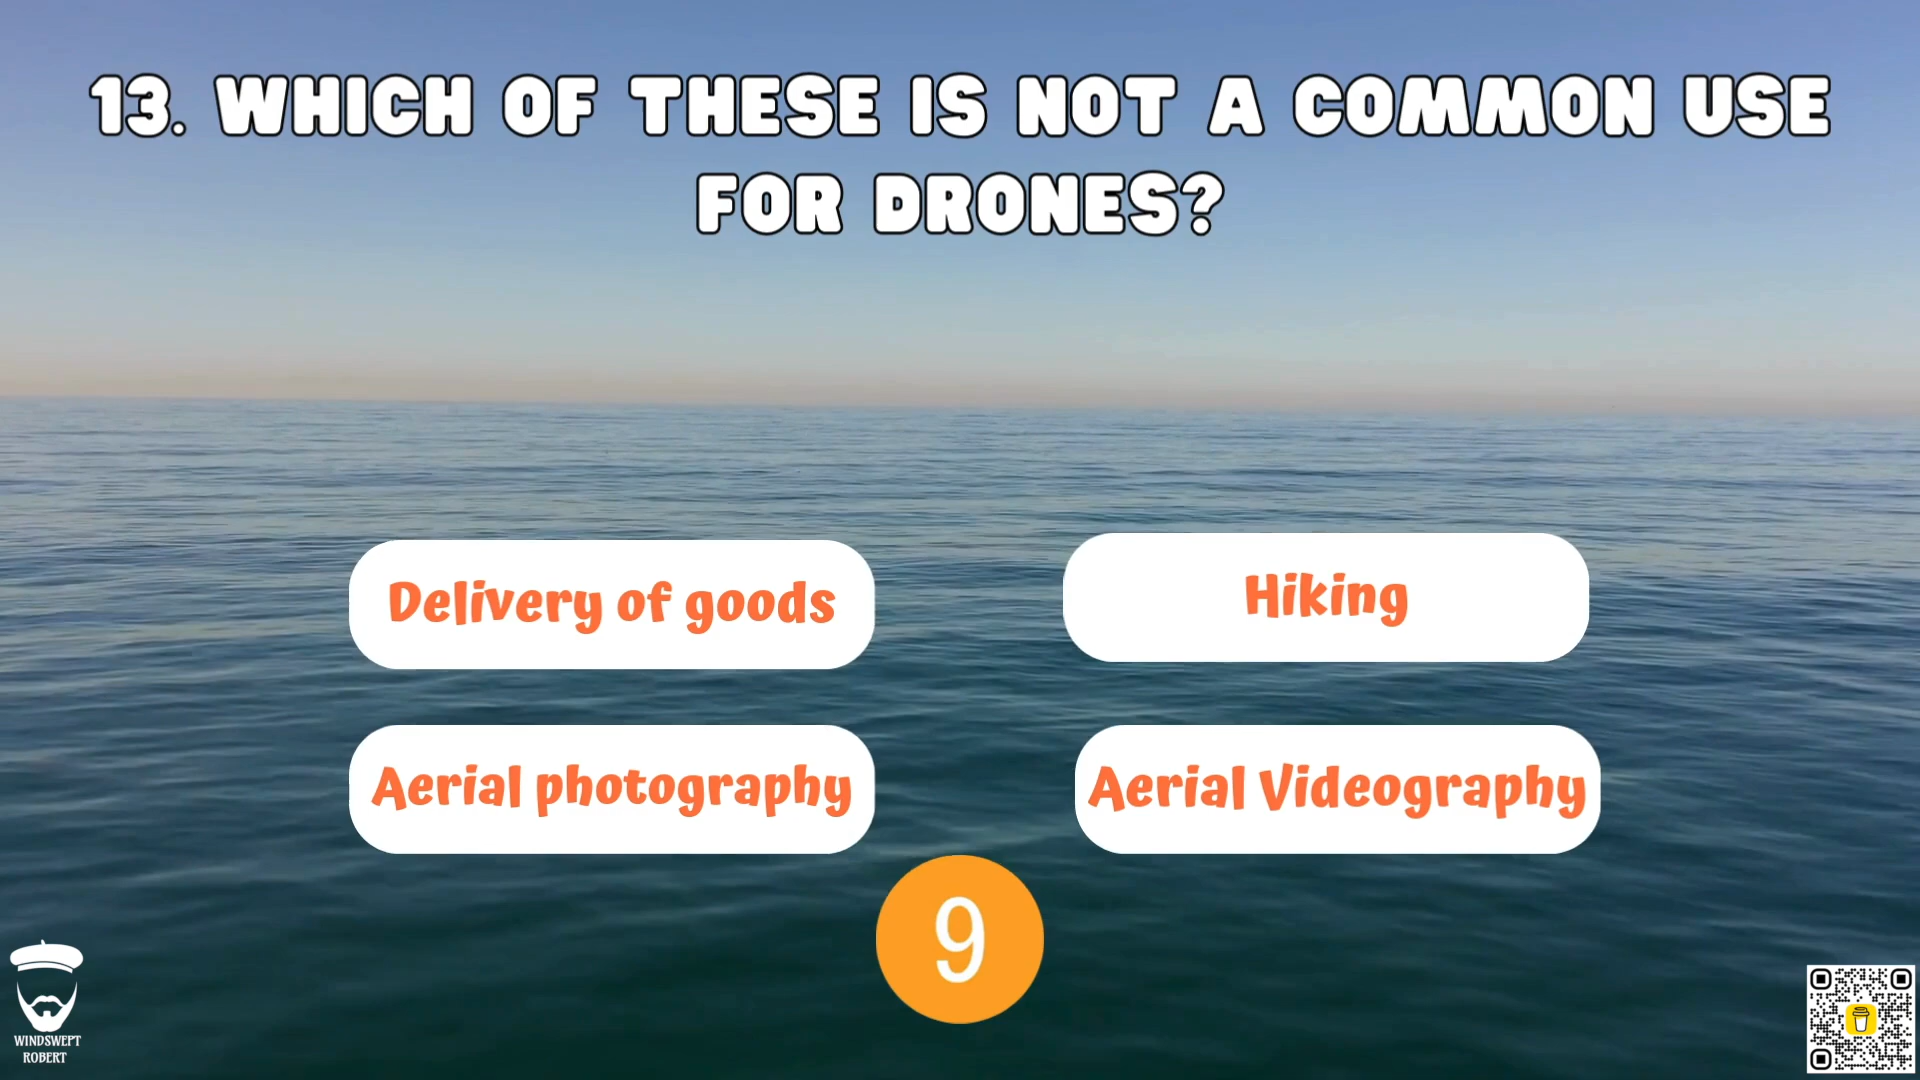 13. WHICH OF THESE IS NOT A COMMON USE
FOR DRONES?
Delivery of goods
Hiking
Aerial photography
Aerial Videography
9
WINDSWEPT
ROBERT